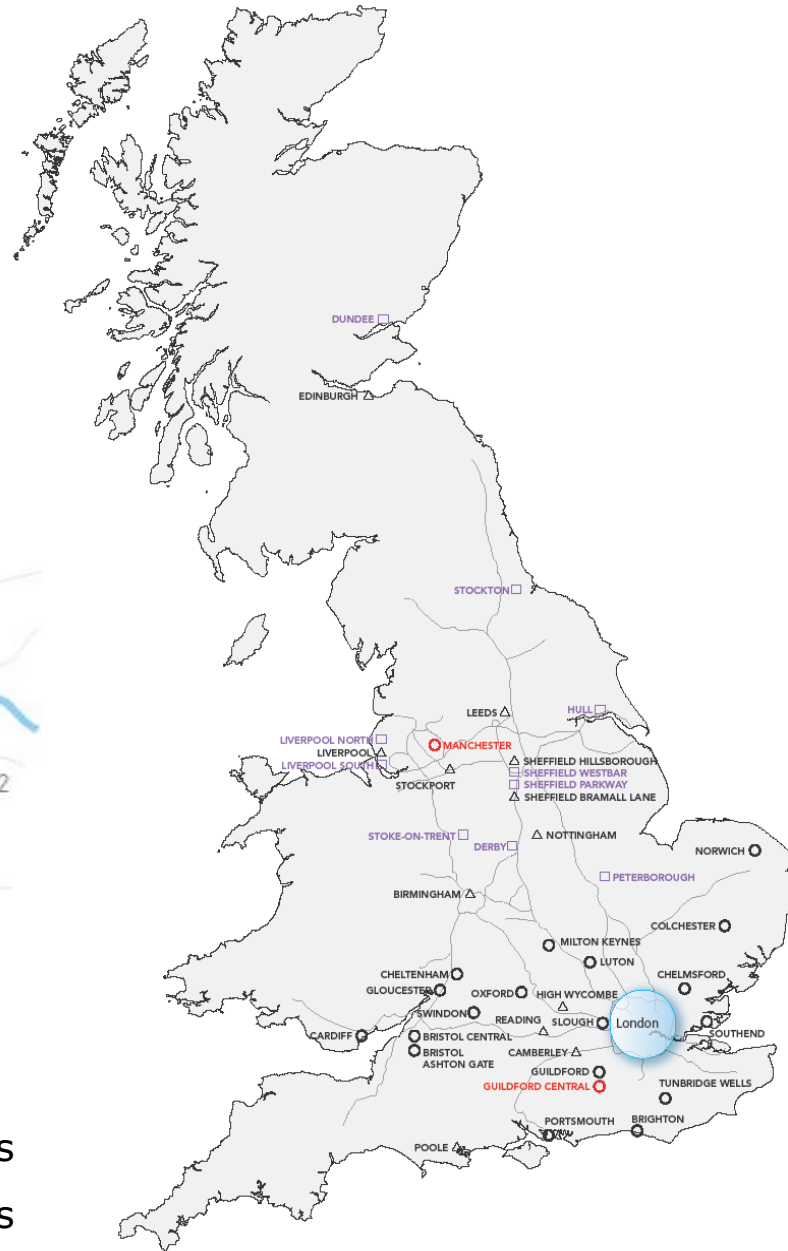 DUNDEE
EDINBURGH
STOCKTON
LEEDS
HULL
LIVERPOOL NORTH
MANCHESTER
LIVERPOOL
LIVERPOOL SOUTH
SHEFFIELD HILLSBOROUGH
SHEFFIELD WESTBAR
STOCKPORT
SHEFFIELD PARKWAY
SHEFFIELD BRAMALL LANE
2
STOKE-ON-TRENT
NOTTINGHAM
DERBY
NORWICH
PETERBOROUGH
BIRMINGHAM
COLCHESTER
MILTON KEYNES
LUTON
CHELTENHAM
CHELMSFORD
GLOUCESTER
OXFORD
HIGH WYCOMBE
SWINDON
READING
SLOUGH
London
SOUTHEND
CARDIFF
BRISTOL CENTRAL
BRISTOL
ASHTON GATE
CAMBERLEY
GUILDFORD
GUILDFORD CENTRAL
TUNBRIDGE WELLS
PORTSMOUTH
BRIGHTON
POOLE
s
s